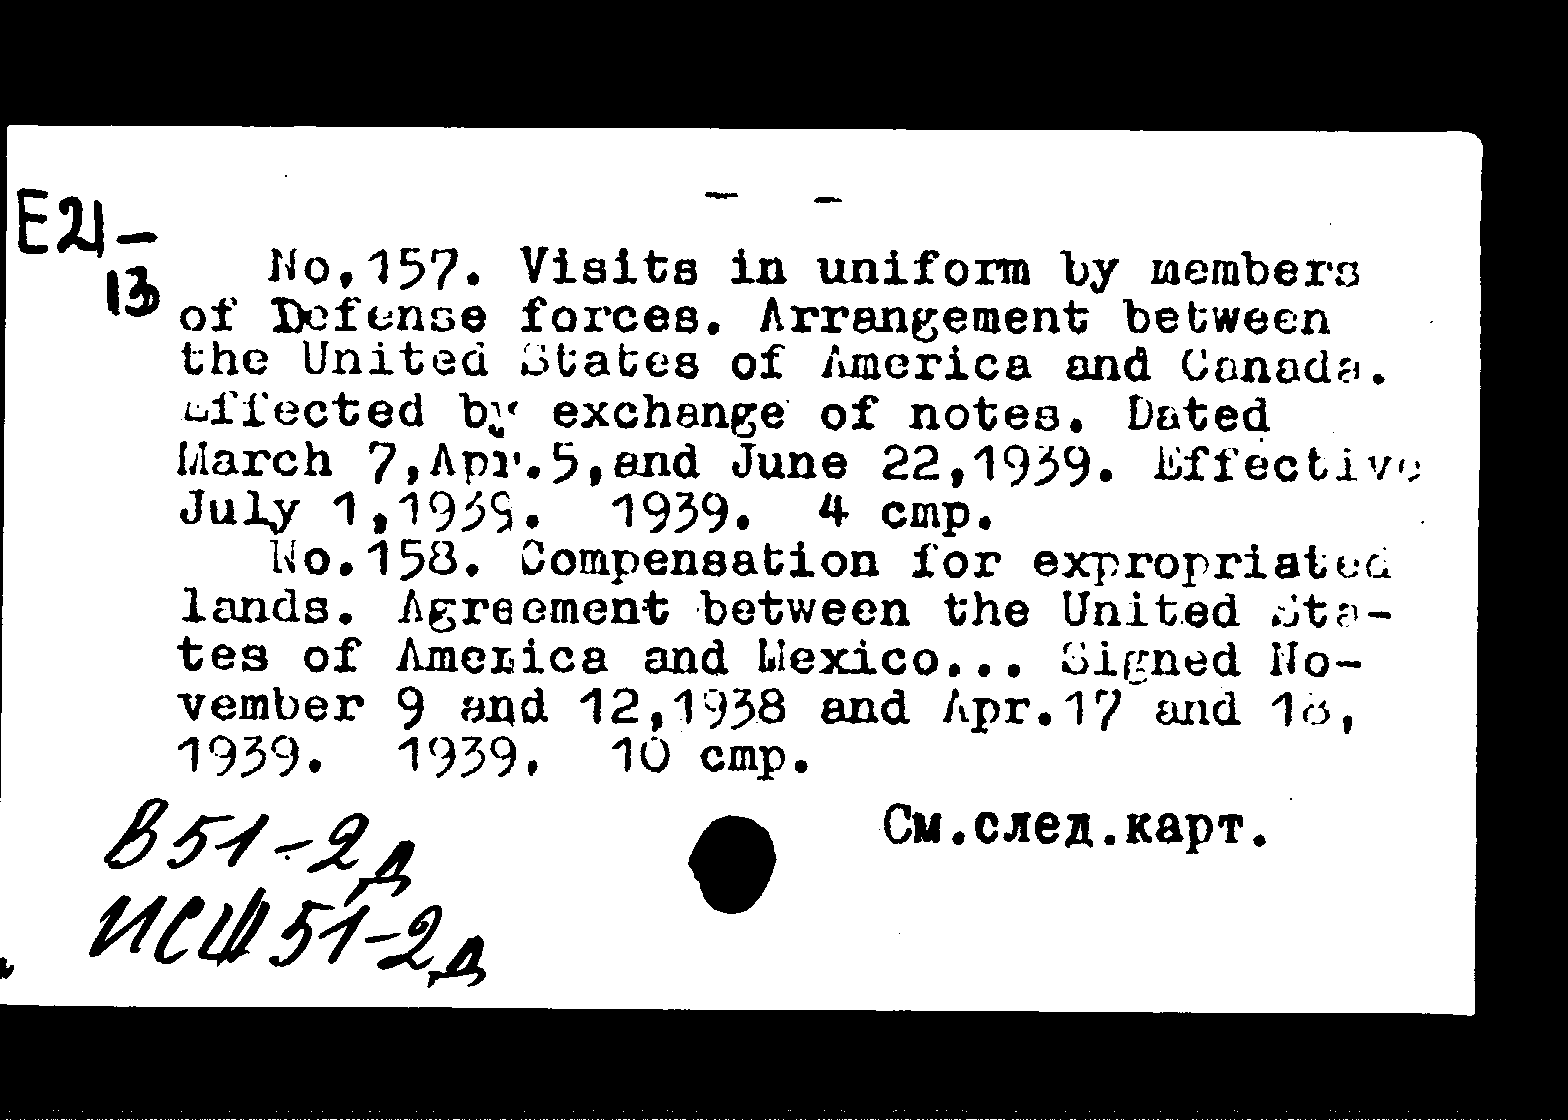 — —
E21–
13
No.157. Visits in uniform by members
of Defense forces. Arrangement between
the United States of America and Canada.
Effected by exchange of notes. Dated
March 7,Apr.5,and June 22,1939. Effective
July 1,1939. 1939. 4 стр.
No.158. Compensation for expropriated
lands. Agreement between the United Sta-
tes of America and Mexico... Signed No-
vember 9 and 12,1938 and Apr.17 and 18,
1939. 1939. 10 стр.
См.след.карт.
В51-2д
ИСШ51-2д